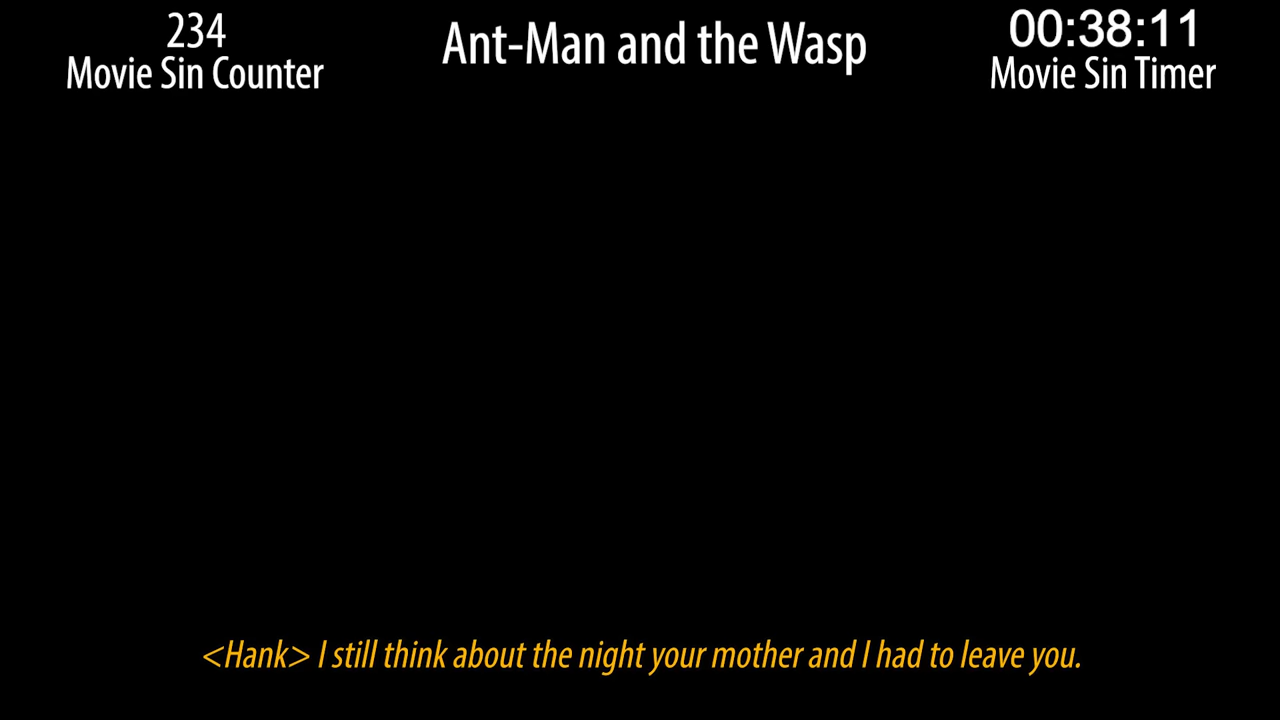 234
Movie Sin Counter
Ant-Man and the Wasp
00:38:11
Movie Sin Timer
<Hank> I still think about the night your mother and I had to leave you.